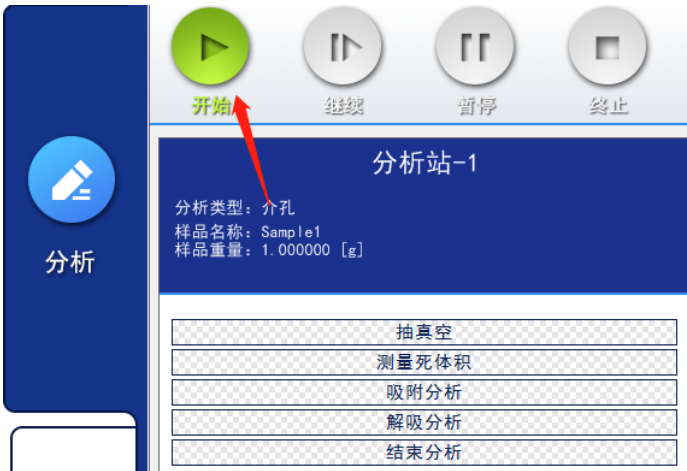 开始
继续
暂停
终止
分析站-1
分析类型: 介孔
样品名称: Sample1
样品重量: 1.000000 [g]
分析
抽真空
测量死体积
吸附分析
解吸分析
结束分析